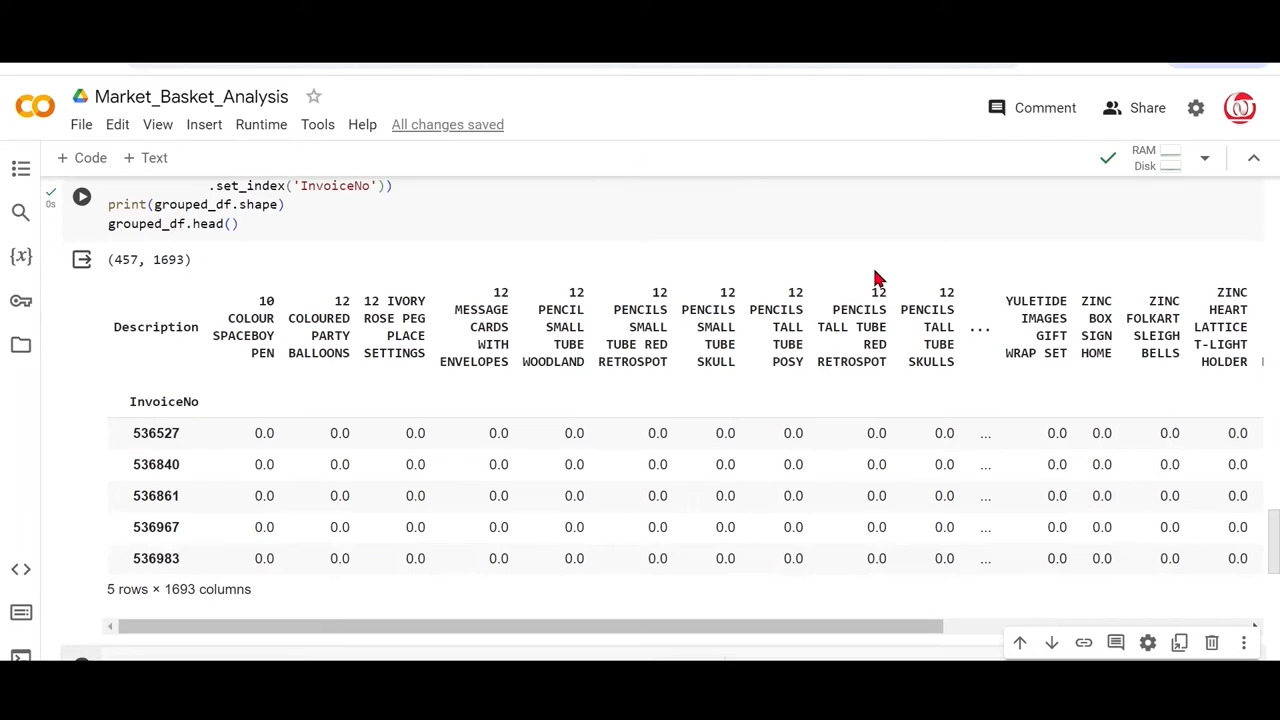 Market_Basket_Analysis
Comment
Share
File Edit View Insert Runtime Tools Help All changes saved
+ Code + Text
RAM
Disk
.set_index('InvoiceNo'))
0s
print(grouped_df.shape)
grouped_df.head()
(457, 1693)
Description 10 COLOUR SPACEBOY PEN 12 COLOURED PARTY BALLOONS 12 IVORY ROSE PEG PLACE SETTINGS 12 MESSAGE CARDS WITH ENVELOPES 12 PENCIL SMALL TUBE WOODLAND 12 PENCILS SMALL TUBE RED RETROSPOT 12 PENCILS SMALL TUBE SKULL 12 PENCILS TALL TUBE POSY 12 PENCILS TALL TUBE RED RETROSPOT 12 PENCILS TALL TUBE SKULLS ... YULETIDE IMAGES GIFT WRAP SET ZINC BOX SIGN HOME ZINC FOLKART SLEIGH BELLS ZINC HEART LATTICE T-LIGHT HOLDER
InvoiceNo
536527 0.0 0.0 0.0 0.0 0.0 0.0 0.0 0.0 0.0 0.0 ... 0.0 0.0 0.0 0.0
536840 0.0 0.0 0.0 0.0 0.0 0.0 0.0 0.0 0.0 0.0 ... 0.0 0.0 0.0 0.0
536861 0.0 0.0 0.0 0.0 0.0 0.0 0.0 0.0 0.0 0.0 ... 0.0 0.0 0.0 0.0
536967 0.0 0.0 0.0 0.0 0.0 0.0 0.0 0.0 0.0 0.0 ... 0.0 0.0 0.0 0.0
536983 0.0 0.0 0.0 0.0 0.0 0.0 0.0 0.0 0.0 0.0 ... 0.0 0.0 0.0 0.0
5 rows × 1693 columns